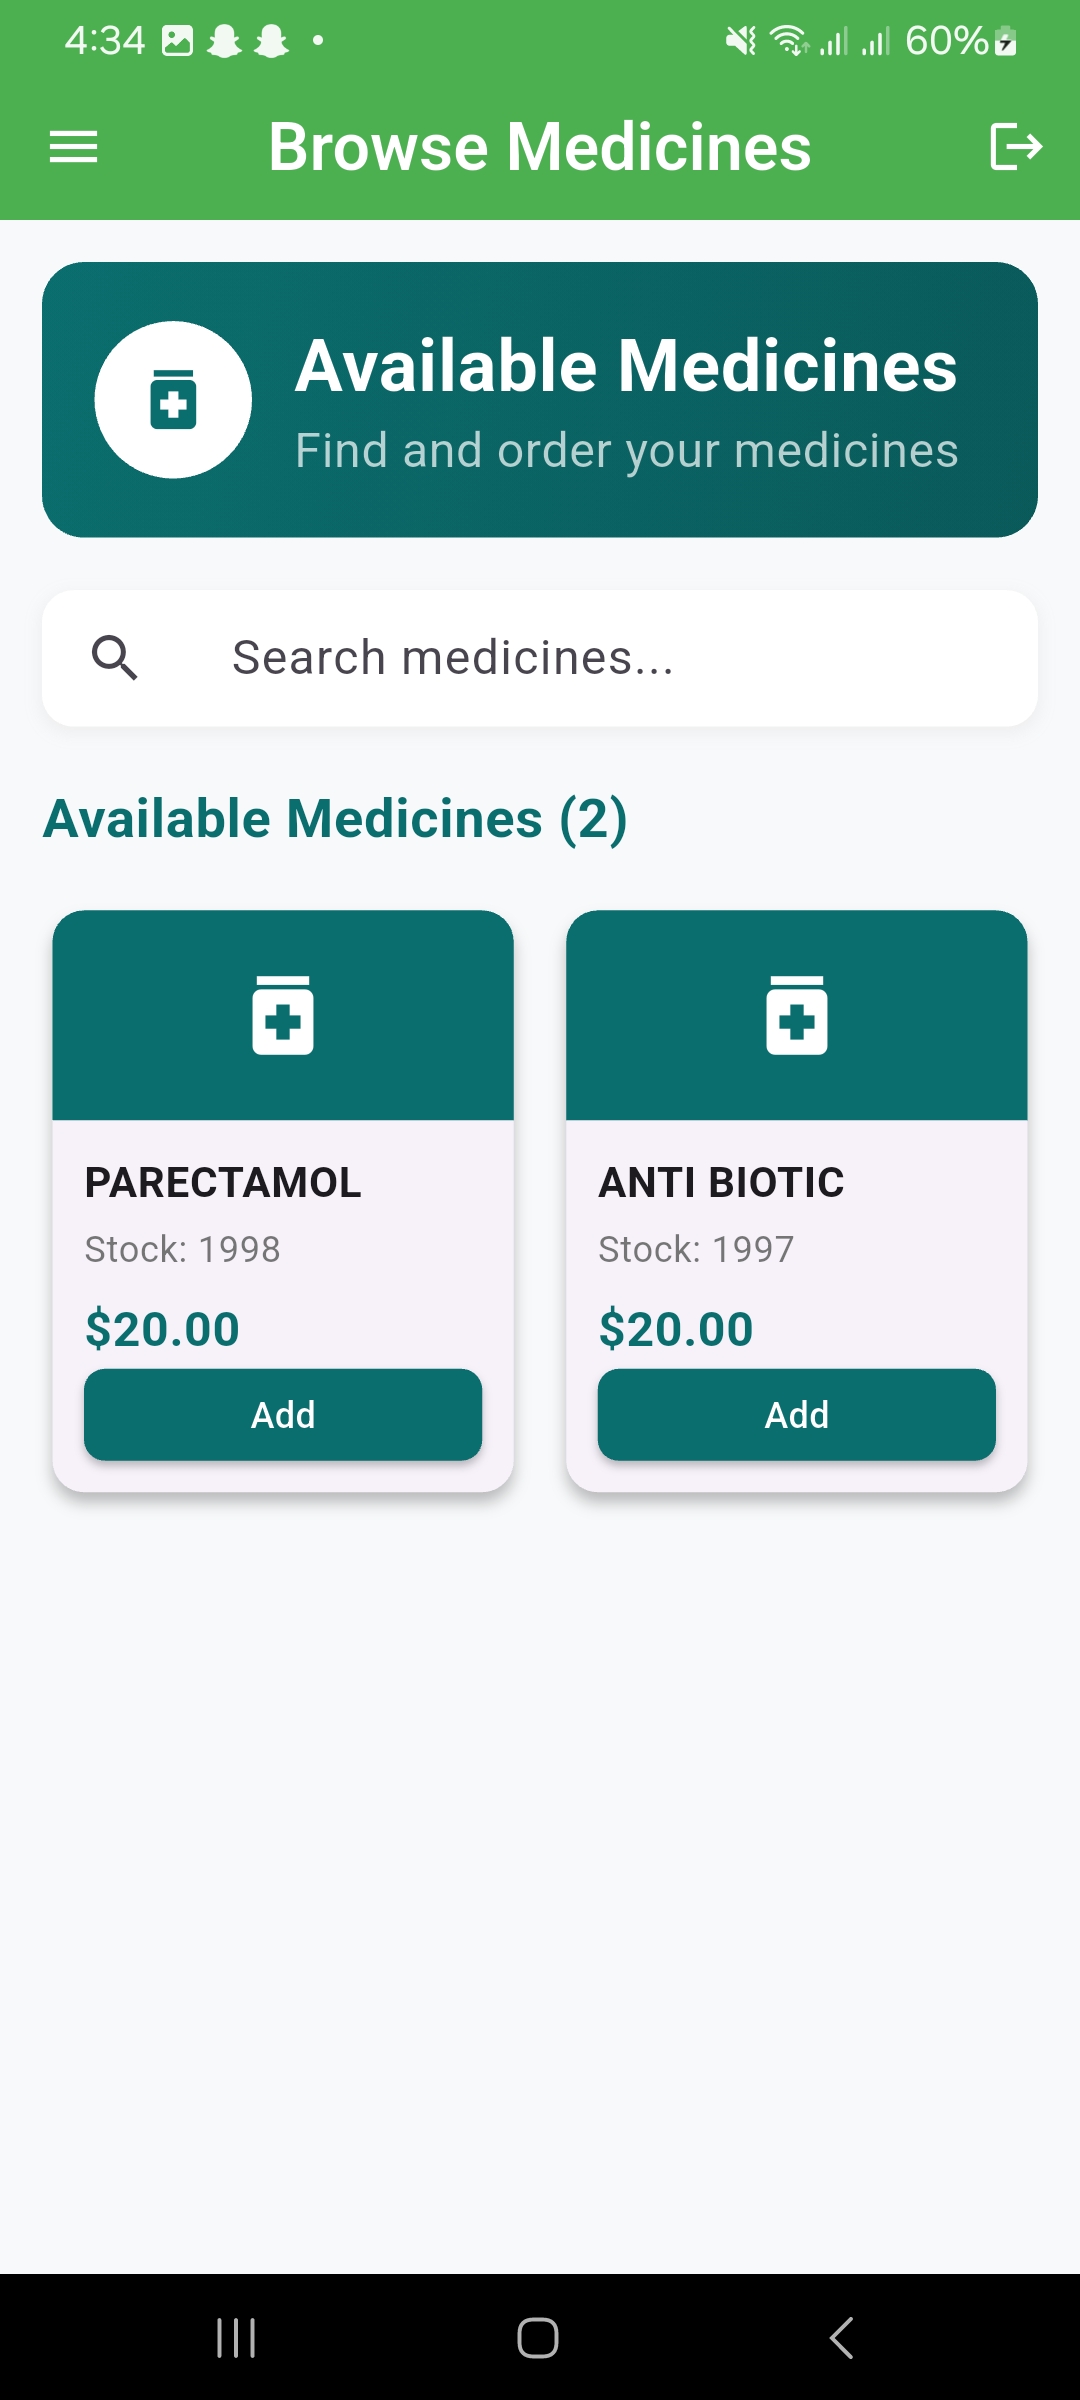 4:34
60%
Browse Medicines
Available Medicines
Find and order your medicines
Search medicines...
Available Medicines (2)
PARECTAMOL
Stock: 1998
$20.00
Add
ANTI BIOTIC
Stock: 1997
$20.00
Add